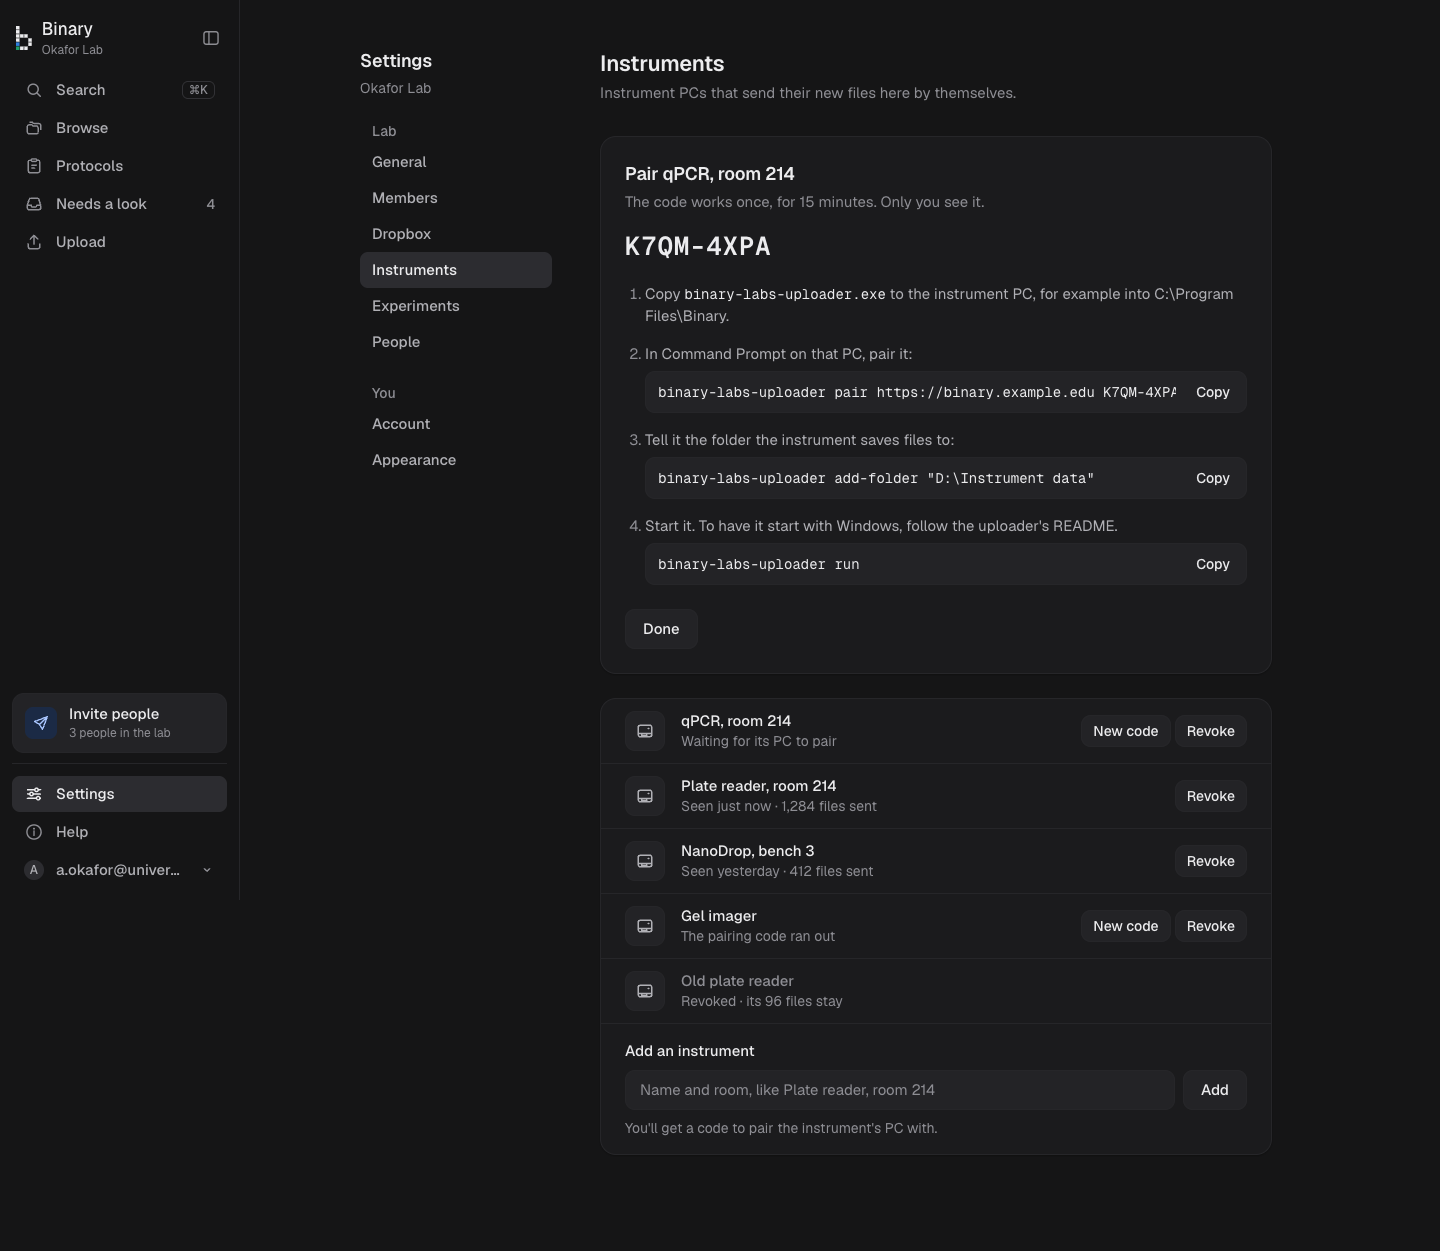 Binary
Okafor Lab
Search
⌘K
Browse
Protocols
Needs a look
4
Upload
Invite people
3 people in the lab
Settings
Help
A
a.okafor@univer...
Settings
Okafor Lab
Lab
General
Members
Dropbox
Instruments
Experiments
People
You
Account
Appearance
Instruments
Instrument PCs that send their new files here by themselves.
Pair qPCR, room 214
The code works once, for 15 minutes. Only you see it.
K7QM-4XPA
1. Copy binary-labs-uploader.exe to the instrument PC, for example into C:\Program
Files\Binary.
2. In Command Prompt on that PC, pair it:
binary-labs-uploader pair https://binary.example.edu K7QM-4XPA
Copy
3. Tell it the folder the instrument saves files to:
binary-labs-uploader add-folder "D:\Instrument data"
Copy
4. Start it. To have it start with Windows, follow the uploader's README.
binary-labs-uploader run
Copy
Done
qPCR, room 214
Waiting for its PC to pair
New code
Revoke
Plate reader, room 214
Seen just now · 1,284 files sent
Revoke
NanoDrop, bench 3
Seen yesterday · 412 files sent
Revoke
Gel imager
The pairing code ran out
New code
Revoke
Old plate reader
Revoked · its 96 files stay
Add an instrument
Name and room, like Plate reader, room 214
Add
You'll get a code to pair the instrument's PC with.